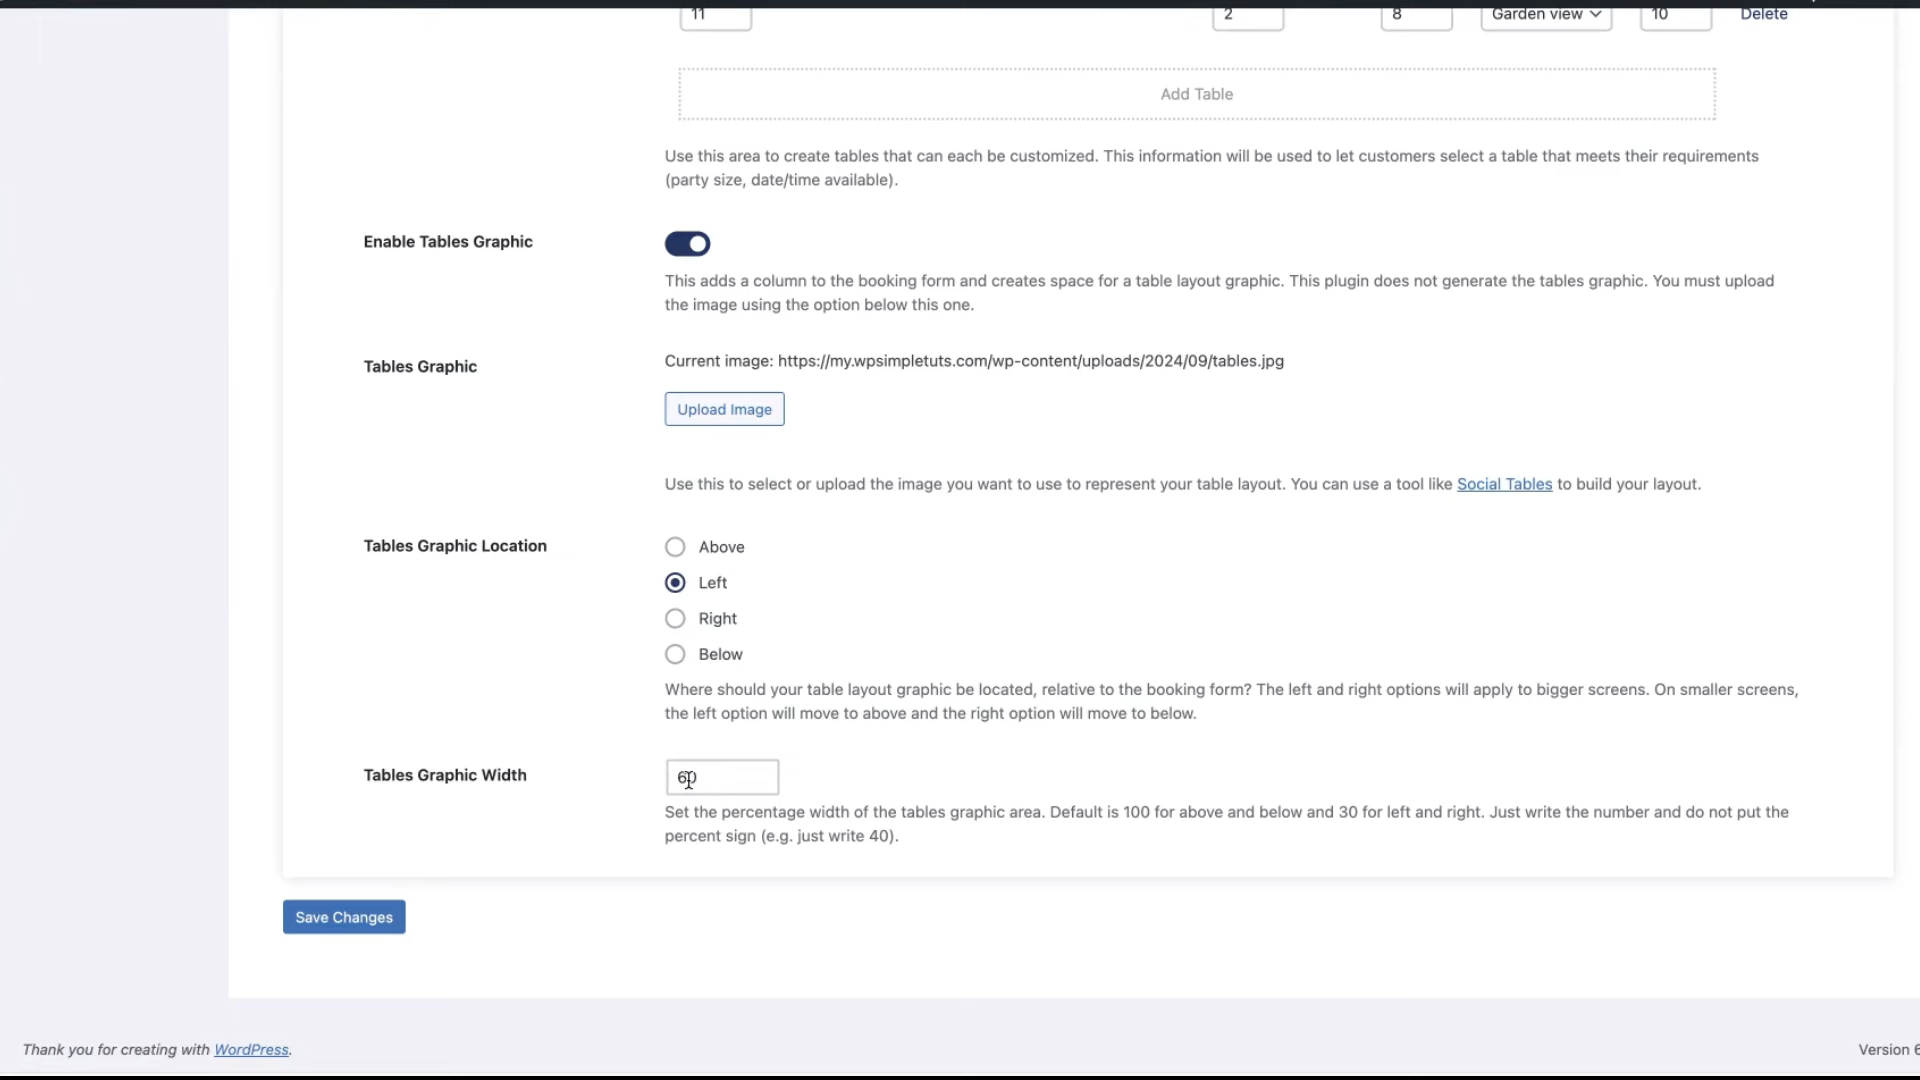 11 2 8 Garden view 10 Delete
Add Table
Use this area to create tables that can each be customized. This information will be used to let customers select a table that meets their requirements
(party size, date/time available).
Enable Tables Graphic
This adds a column to the booking form and creates space for a table layout graphic. This plugin does not generate the tables graphic. You must upload
the image using the option below this one.
Tables Graphic
Current image: https://my.wpsimpletuts.com/wp-content/uploads/2024/09/tables.jpg
Upload Image
Use this to select or upload the image you want to use to represent your table layout. You can use a tool like Social Tables to build your layout.
Tables Graphic Location
Above
Left
Right
Below
Where should your table layout graphic be located, relative to the booking form? The left and right options will apply to bigger screens. On smaller screens,
the left option will move to above and the right option will move to below.
Tables Graphic Width
60
Set the percentage width of the tables graphic area. Default is 100 for above and below and 30 for left and right. Just write the number and do not put the
percent sign (e.g. just write 40).
Save Changes
Thank you for creating with WordPress.
Version 6